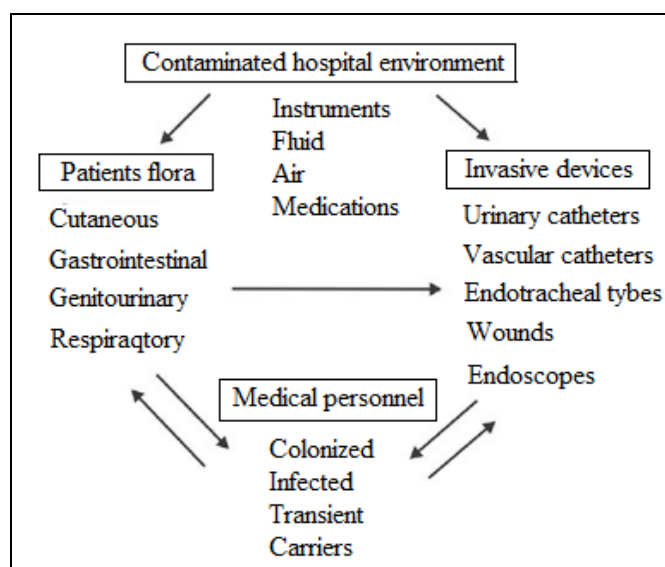 Contaminated hospital environment
Instruments
Fluid
Air
Medications
Patients flora
Cutaneous
Gastrointestinal
Genitourinary
Respiraqtory
Invasive devices
Urinary catheters
Vascular catheters
Endotracheal tybes
Wounds
Endoscopes
Medical personnel
Colonized
Infected
Transient
Carriers